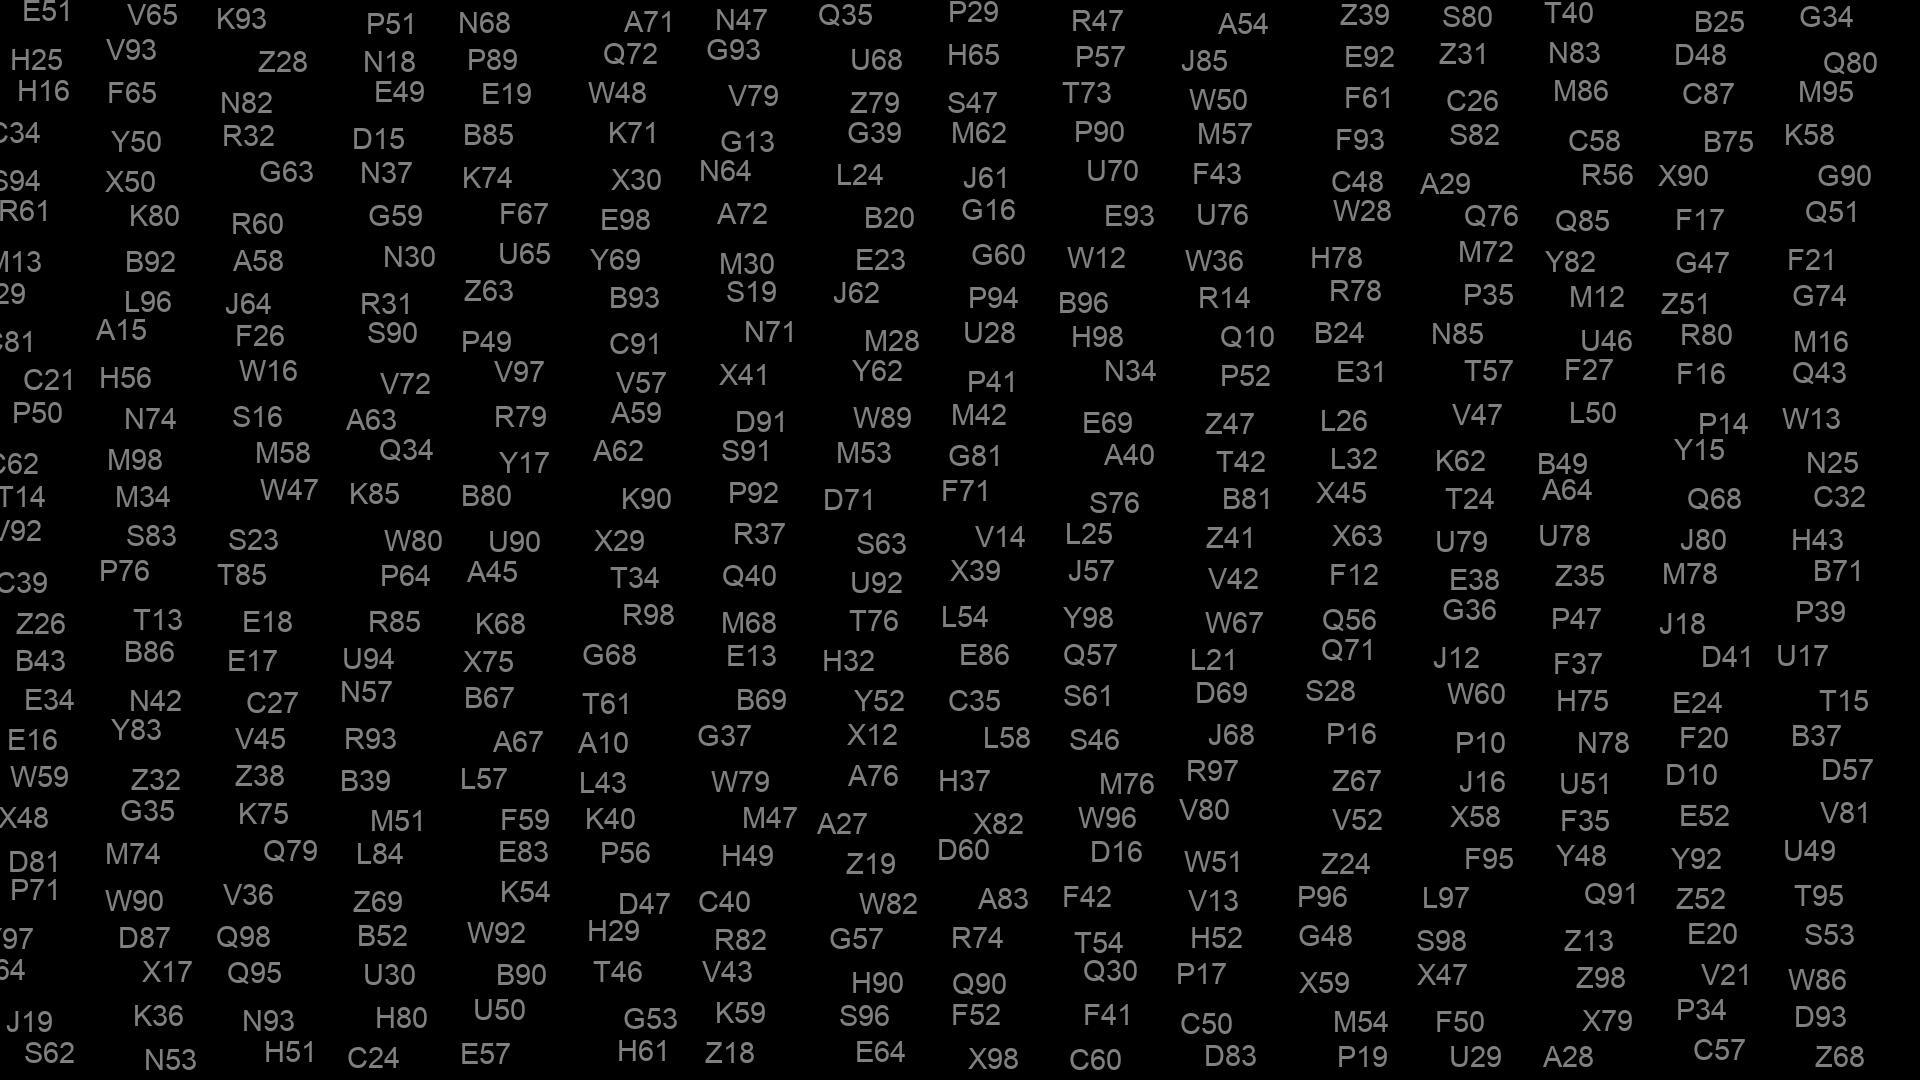 E51 V65 K93 P51 N68 A71 N47 Q35 P29 R47 A54 Z39 S80 T40 B25 G34
H25 V93 Z28 N18 P89 Q72 G93 U68 H65 P57 J85 E92 Z31 N83 D48 Q80
H16 F65 N82 E49 E19 W48 V79 Z79 S47 T73 W50 F61 C26 M86 C87 M95
C34 Y50 R32 D15 B85 K71 G13 G39 M62 P90 M57 F93 S82 C58 B75 K58
S94 X50 G63 N37 K74 X30 N64 L24 J61 U70 F43 C48 A29 R56 X90 G90
R61 K80 R60 G59 F67 E98 A72 B20 G16 E93 U76 W28 Q76 Q85 F17 Q51
M13 B92 A58 N30 U65 Y69 M30 E23 G60 W12 W36 H78 M72 Y82 G47 F21
29 L96 J64 R31 Z63 B93 S19 J62 P94 B96 R14 R78 P35 M12 Z51 G74
C81 A15 F26 S90 P49 C91 N71 M28 U28 H98 Q10 B24 N85 U46 R80 M16
C21 H56 W16 V72 V97 V57 X41 Y62 P41 N34 P52 E31 T57 F27 F16 Q43
P50 N74 S16 A63 R79 A59 D91 W89 M42 E69 Z47 L26 V47 L50 P14 W13
C62 M98 M58 Q34 Y17 A62 S91 M53 G81 A40 T42 L32 K62 B49 Y15 N25
T14 M34 W47 K85 B80 K90 P92 D71 F71 S76 B81 X45 T24 A64 Q68 C32
V92 S83 S23 W80 U90 X29 R37 S63 V14 L25 Z41 X63 U79 U78 J80 H43
C39 P76 T85 P64 A45 T34 Q40 U92 X39 J57 V42 F12 E38 Z35 M78 B71
Z26 T13 E18 R85 K68 R98 M68 T76 L54 Y98 W67 Q56 G36 P47 J18 P39
B43 B86 E17 U94 X75 G68 E13 H32 E86 Q57 L21 Q71 J12 F37 D41 U17
E34 N42 C27 N57 B67 T61 B69 Y52 C35 S61 D69 S28 W60 H75 E24 T15
E16 Y83 V45 R93 A67 A10 G37 X12 L58 S46 J68 P16 P10 N78 F20 B37
W59 Z32 Z38 B39 L57 L43 W79 A76 H37 M76 R97 Z67 J16 U51 D10 D57
X48 G35 K75 M51 F59 K40 M47 A27 X82 W96 V80 V52 X58 F35 E52 V81
D81 M74 Q79 L84 E83 P56 H49 Z19 D60 D16 W51 Z24 F95 Y48 Y92 U49
P71 W90 V36 Z69 K54 D47 C40 W82 A83 F42 V13 P96 L97 Q91 Z52 T95
97 D87 Q98 B52 W92 H29 R82 G57 R74 T54 H52 G48 S98 Z13 E20 S53
64 X17 Q95 U30 B90 T46 V43 H90 Q90 Q30 P17 X59 X47 Z98 V21 W86
J19 K36 N93 H80 U50 G53 K59 S96 F52 F41 C50 M54 F50 X79 P34 D93
S62 N53 H51 C24 E57 H61 Z18 E64 X98 C60 D83 P19 U29 A28 C57 Z68